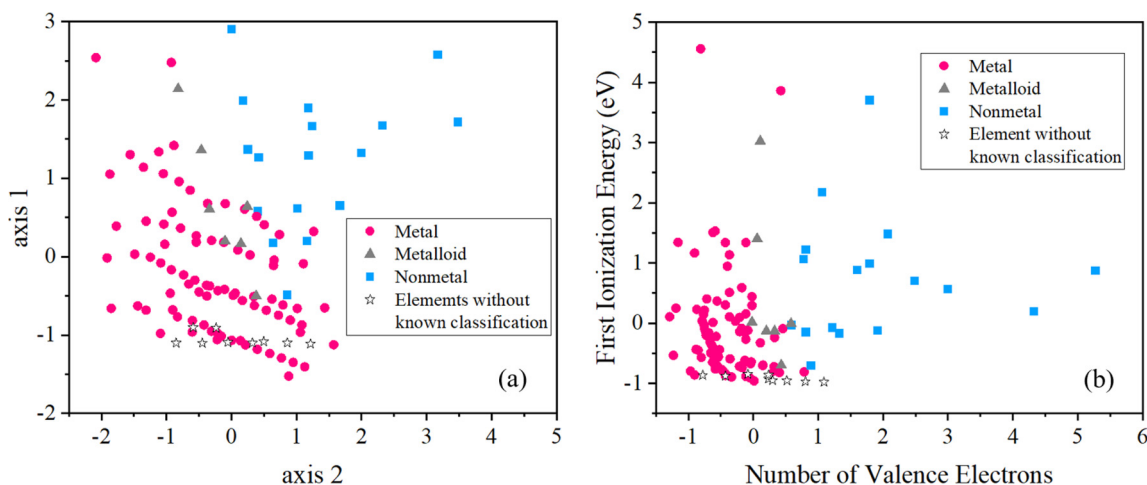 3
2
1
0
-1
-2
axis 1
-2
-1
0
1
2
3
4
5
axis 2
Metal
Metalloid
Nonmetal
Elememts without
known classification
(a)
5
4
3
2
1
0
-1
First Ionization Energy (eV)
-1
0
1
2
3
4
5
6
Number of Valence Electrons
Metal
Metalloid
Nonmetal
Element without
known classification
(b)